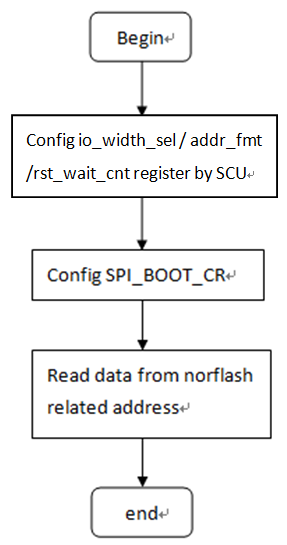 Begin
Config io_width_sel / addr_fmt
/rst_wait_cnt register by SCU
Config SPI_BOOT_CR
Read data from norflash
related address
end